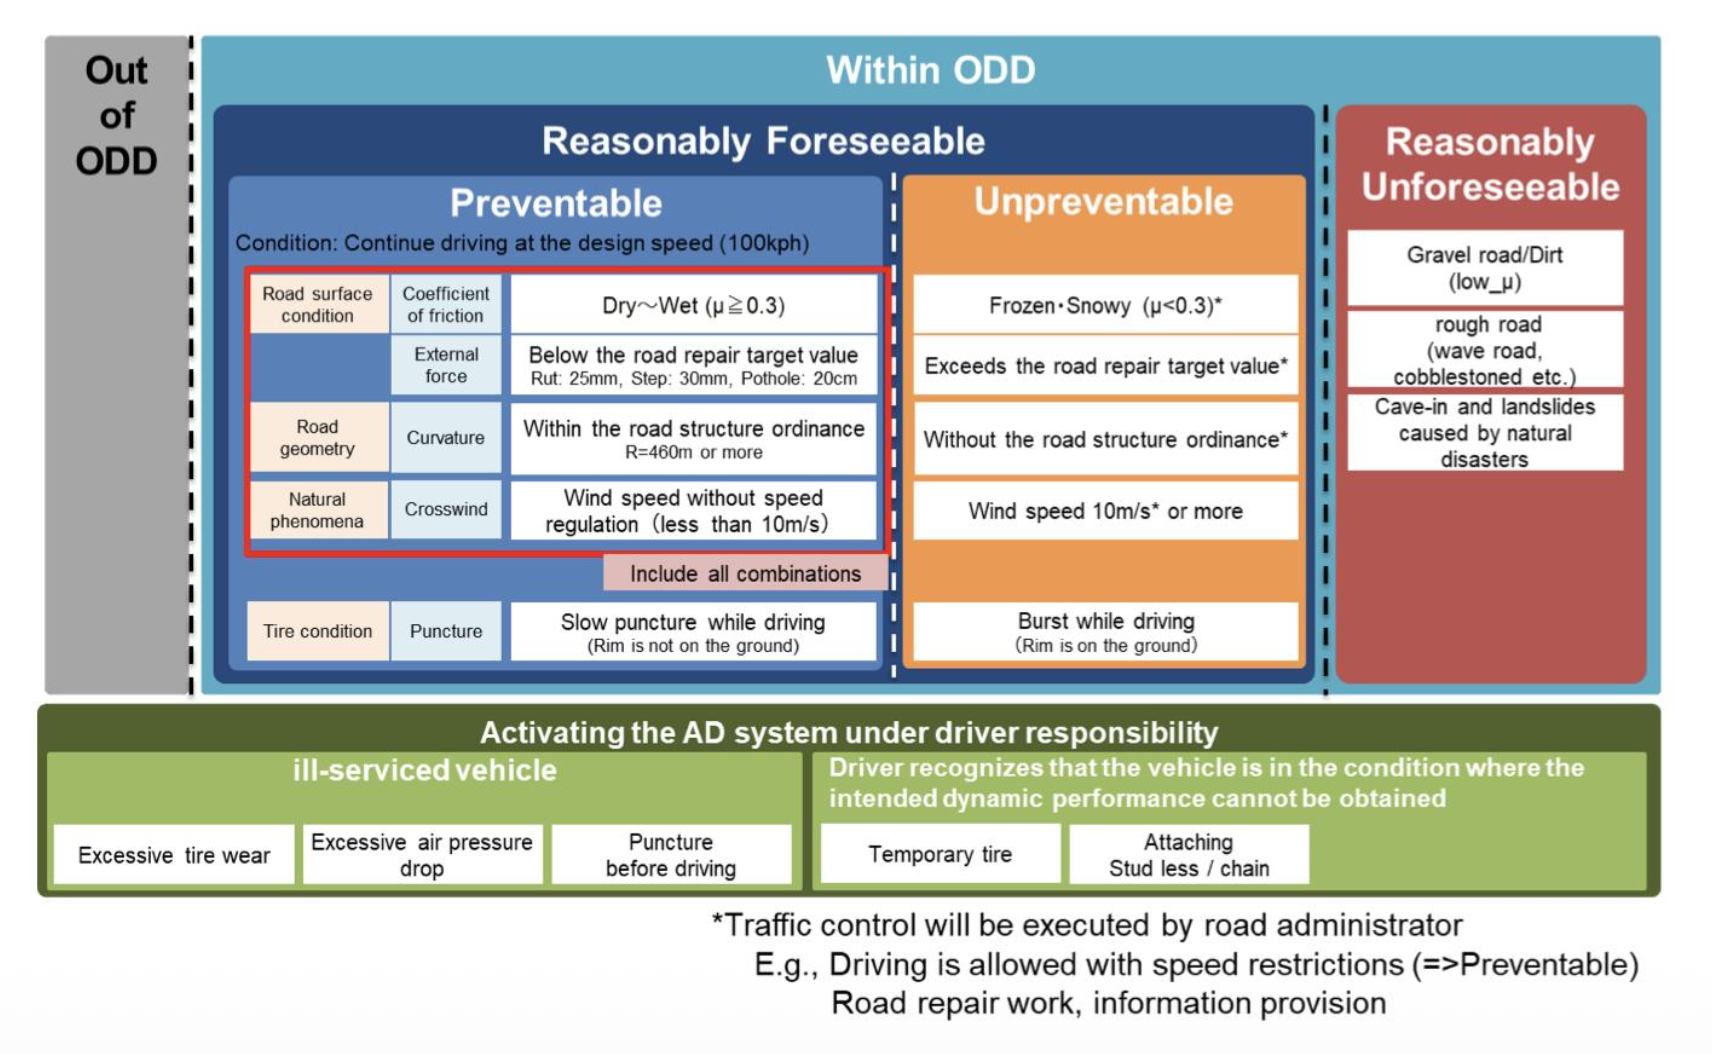 Out
of
ODD
Within ODD
Reasonably Foreseeable
Preventable
Condition: Continue driving at the design speed (100kph)
Road surface
condition
Coefficient
of friction
Dry～Wet (μ≧0.3)
External
force
Below the road repair target value
Rut: 25mm, Step: 30mm, Pothole: 20cm
Road
geometry
Curvature
Within the road structure ordinance
R=460m or more
Natural
phenomena
Crosswind
Wind speed without speed
regulation（less than 10m/s）
Include all combinations
Tire condition
Puncture
Slow puncture while driving
(Rim is not on the ground)
Unpreventable
Frozen・Snowy (μ<0.3)*
Exceeds the road repair target value*
Without the road structure ordinance*
Wind speed 10m/s* or more
Burst while driving
（Rim is on the ground）
Reasonably
Unforeseeable
Gravel road/Dirt
(low_μ)
rough road
(wave road,
cobblestoned etc.)
Cave-in and landslides
caused by natural
disasters
Activating the AD system under driver responsibility
ill-serviced vehicle
Excessive tire wear
Excessive air pressure
drop
Puncture
before driving
Driver recognizes that the vehicle is in the condition where the
intended dynamic performance cannot be obtained
Temporary tire
Attaching
Stud less / chain
*Traffic control will be executed by road administrator
E.g., Driving is allowed with speed restrictions (=>Preventable)
Road repair work, information provision